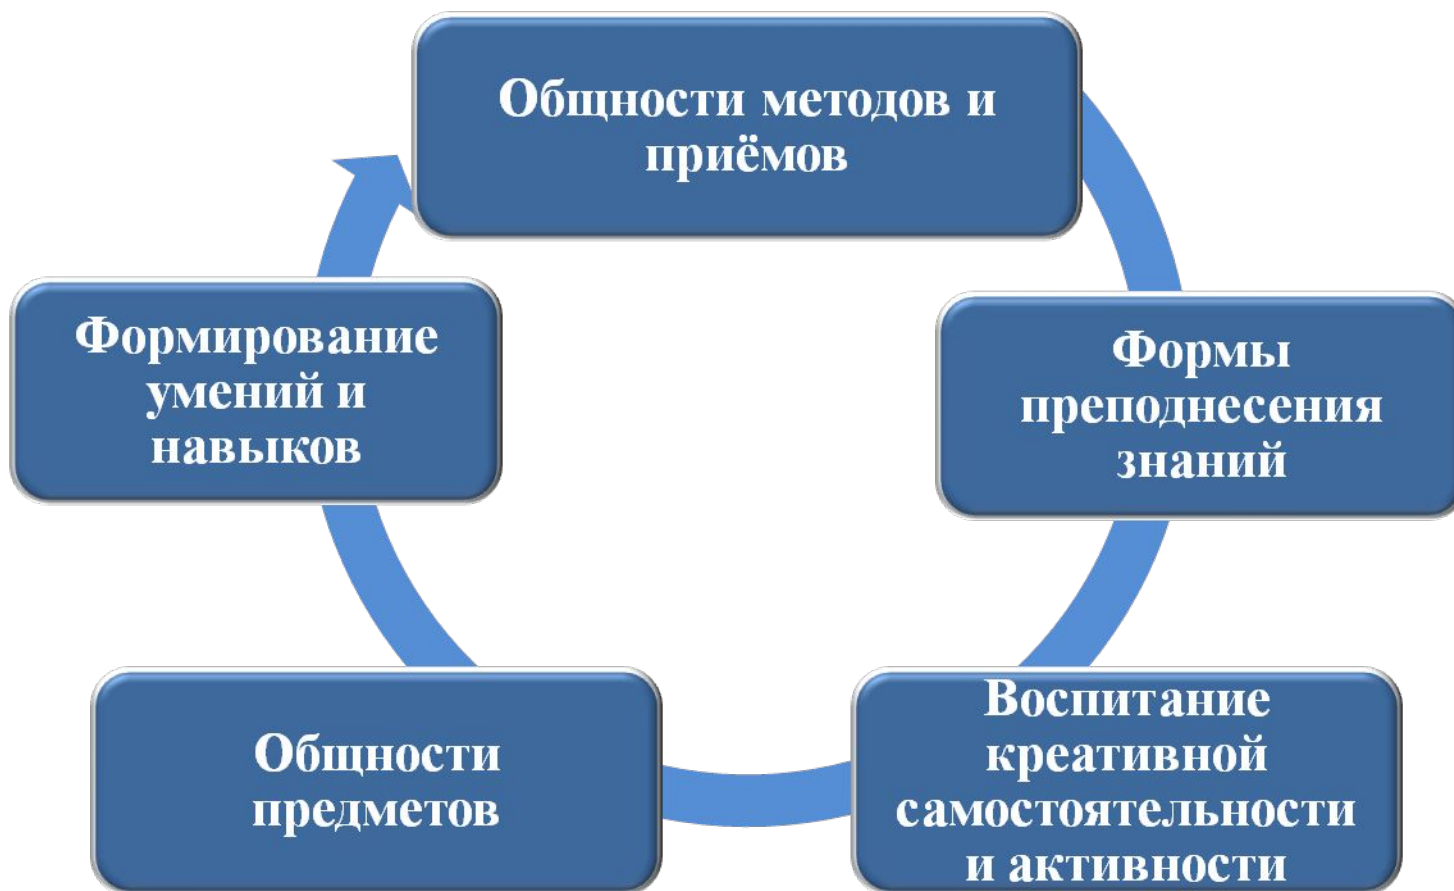 Общности методов и
приёмов
Формы
преподнесения
знаний
Воспитание
креативной
самостоятельности
и активности
Общности
предметов
Формирование
умений и
навыков